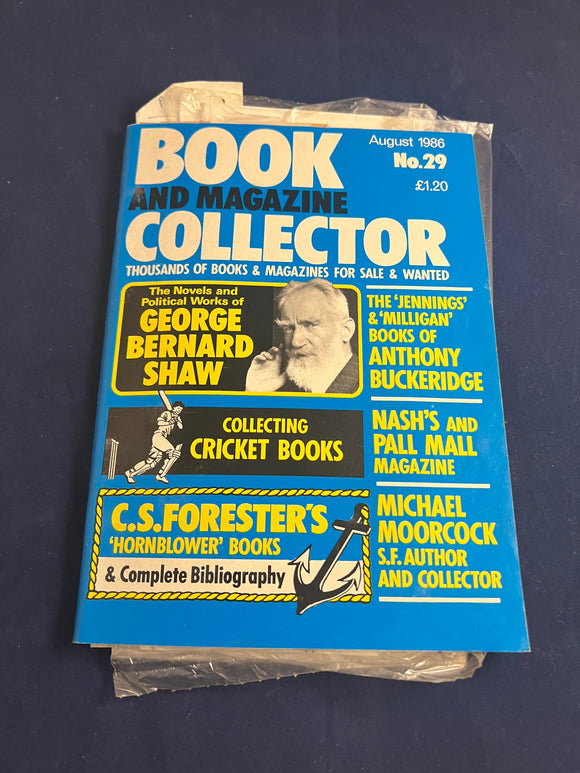 BOOK
AND MAGAZINE
COLLECTOR
August 1986
No.29
£1.20
THOUSANDS OF BOOKS & MAGAZINES FOR SALE & WANTED
The Novels and
Political Works of
GEORGE
BERNARD
SHAW
THE 'JENNINGS'
& 'MILLIGAN'
BOOKS OF
ANTHONY
BUCKERIDGE
COLLECTING
CRICKET BOOKS
NASH'S AND
PALL MALL
MAGAZINE
C.S.FORESTER'S
'HORNBLOWER' BOOKS
& Complete Bibliography
MICHAEL
MOORCOCK
S.F. AUTHOR
AND COLLECTOR